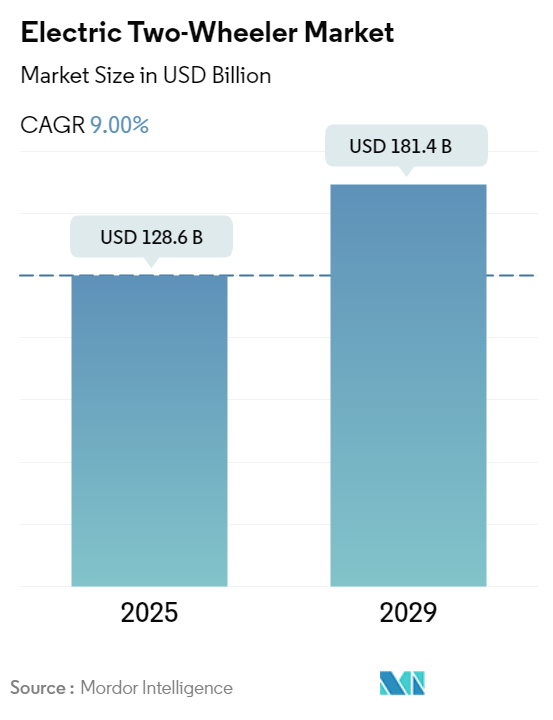 Electric Two-Wheeler Market
Market Size in USD Billion
CAGR 9.00%
USD 181.4 B
USD 128.6 B
2025 2029
Source : Mordor Intelligence